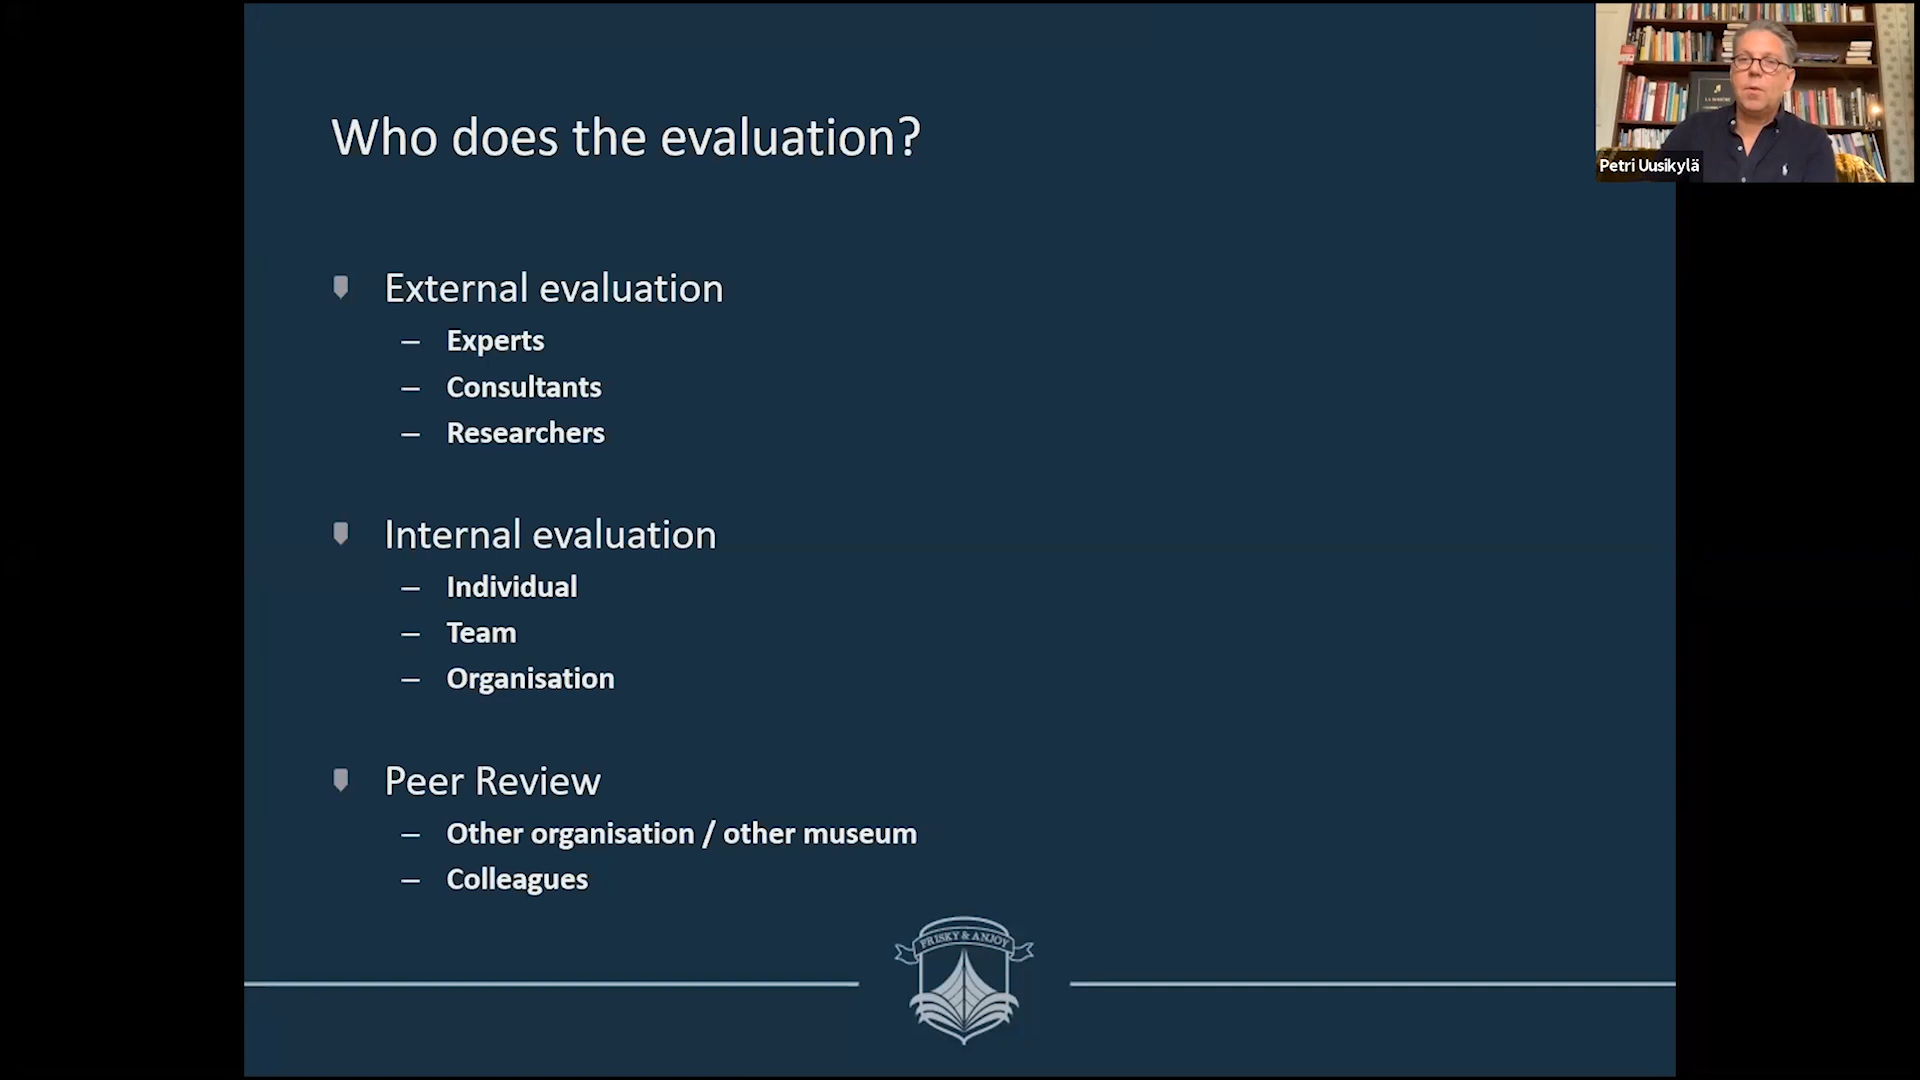 Who does the evaluation?
Petri Uusikylä
External evaluation
– Experts
– Consultants
– Researchers
Internal evaluation
– Individual
– Team
– Organisation
Peer Review
– Other organisation / other museum
– Colleagues
FRISKY & ANJOY